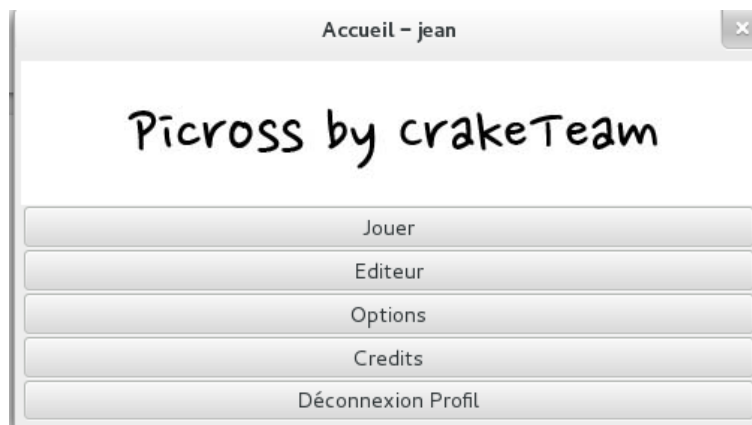 Accueil – jean
Picross by crakeTeam
Jouer
Editeur
Options
Credits
Déconnexion Profil